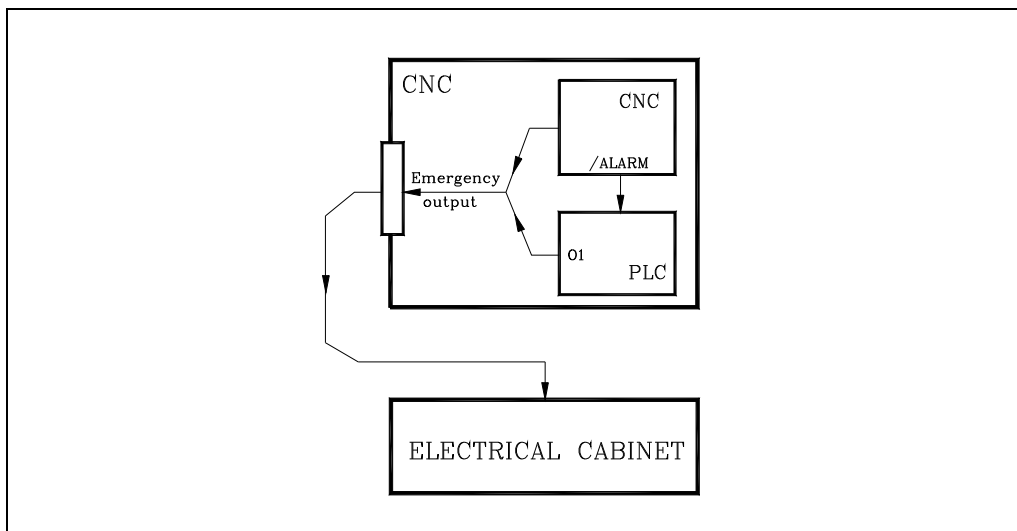 CNC
CNC
/ALARM
Emergency
output
O1
PLC
ELECTRICAL CABINET